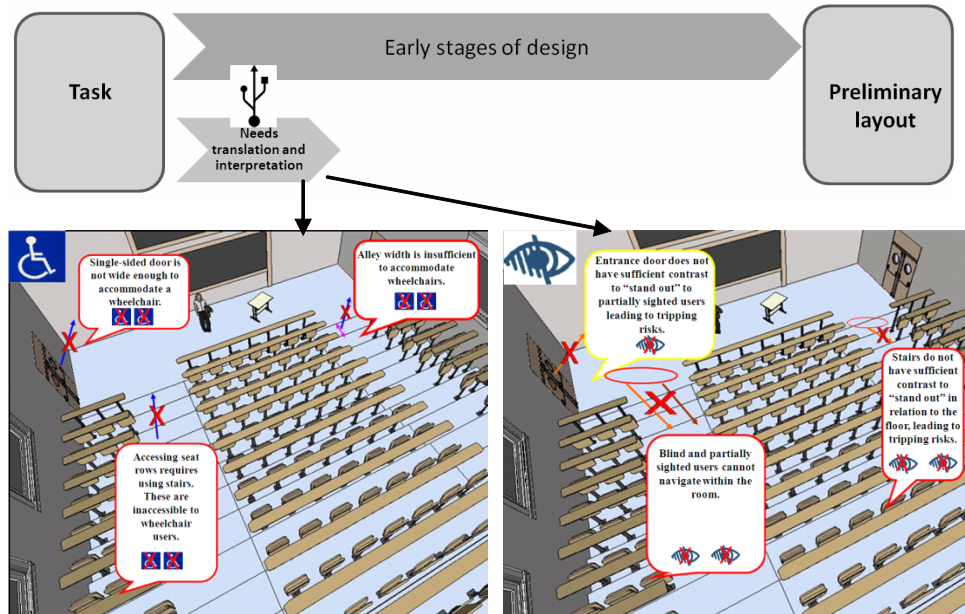 Early stages of design
Task
Preliminary
layout
Needs
translation and
interpretation
Single-sided door is
not wide enough to
accommodate a
wheelchair.
Alley width is insufficient
to accommodate
wheelchairs.
Accessing seat
rows requires
using stairs.
These are
inaccessible to
wheelchair
users.
Entrance door does not
have sufficient contrast
to “stand out” to
partially sighted users
leading to tripping
risks.
Stairs do not
have sufficient
contrast to
“stand out” in
relation to the
floor, leading to
tripping risks.
Blind and partially
sighted users cannot
navigate within the
room.